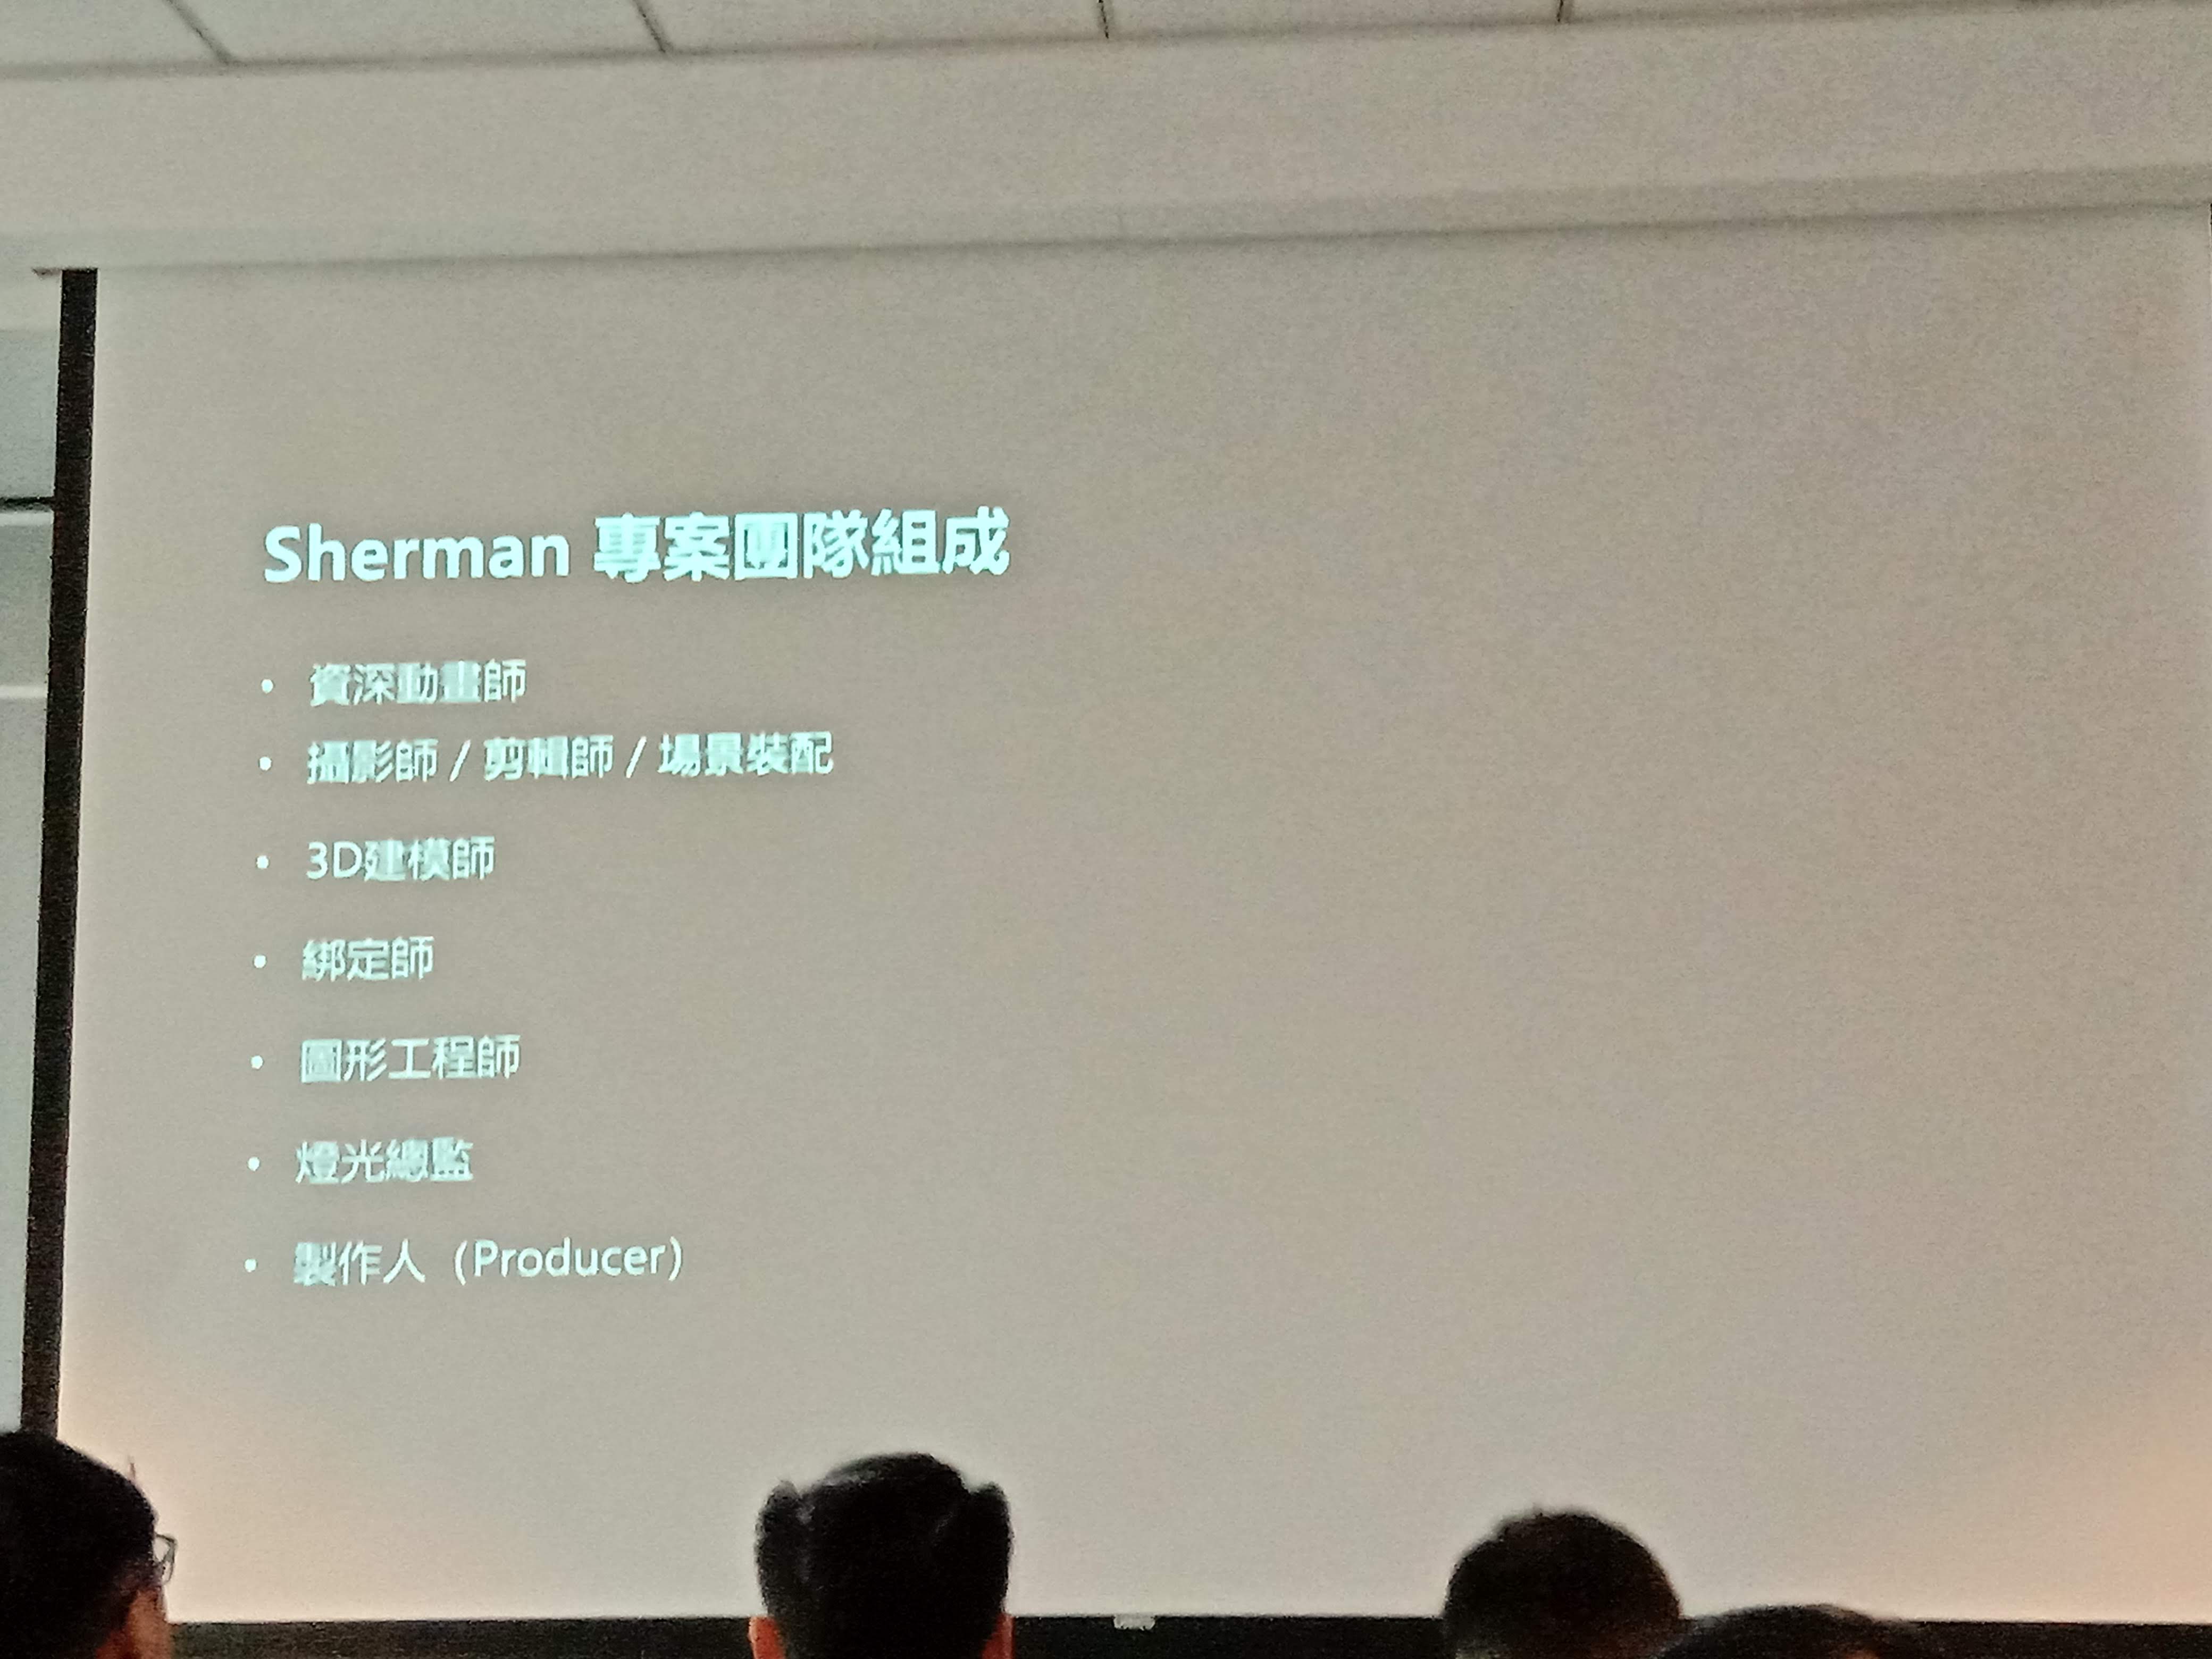 Sherman 專案團隊組成
• 資深動畫師
• 攝影師 / 剪輯師 / 場景裝配
• 3D建模師
• 綁定師
• 圖形工程師
• 燈光總監
• 製作人（Producer）